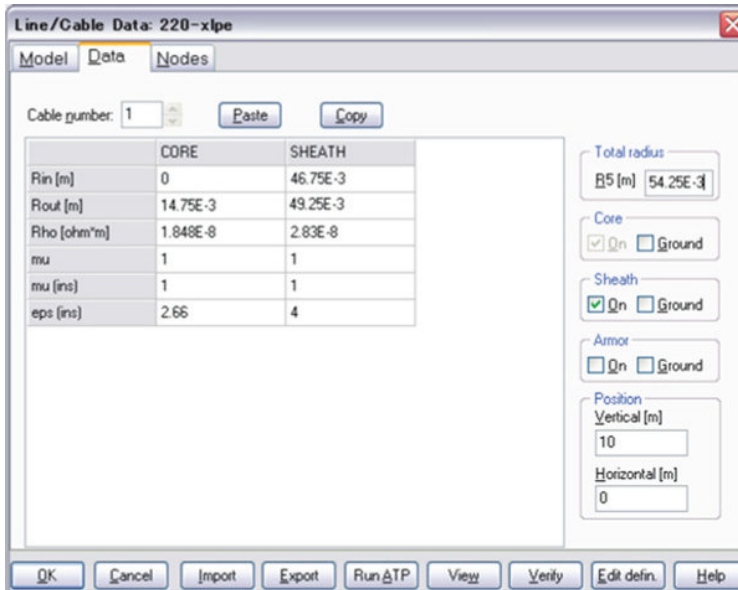 Line/Cable Data: 220-xlpe
Model Data Nodes
Cable number: 1 Paste Copy
CORE SHEATH
Rin [m] 0 46.75E-3
Rout [m] 14.75E-3 49.25E-3
Rho [ohm*m] 1.848E-8 2.83E-8
mu 1 1
mu (ins) 1 1
eps (ins) 2.66 4
Total radius
R5 [m] 54.25E-3
Core
On Ground
Sheath
On Ground
Armor
On Ground
Position
Vertical [m]
10
Horizontal [m]
0
OK Cancel Import Export Run ATP View Verify Edit defin. Help